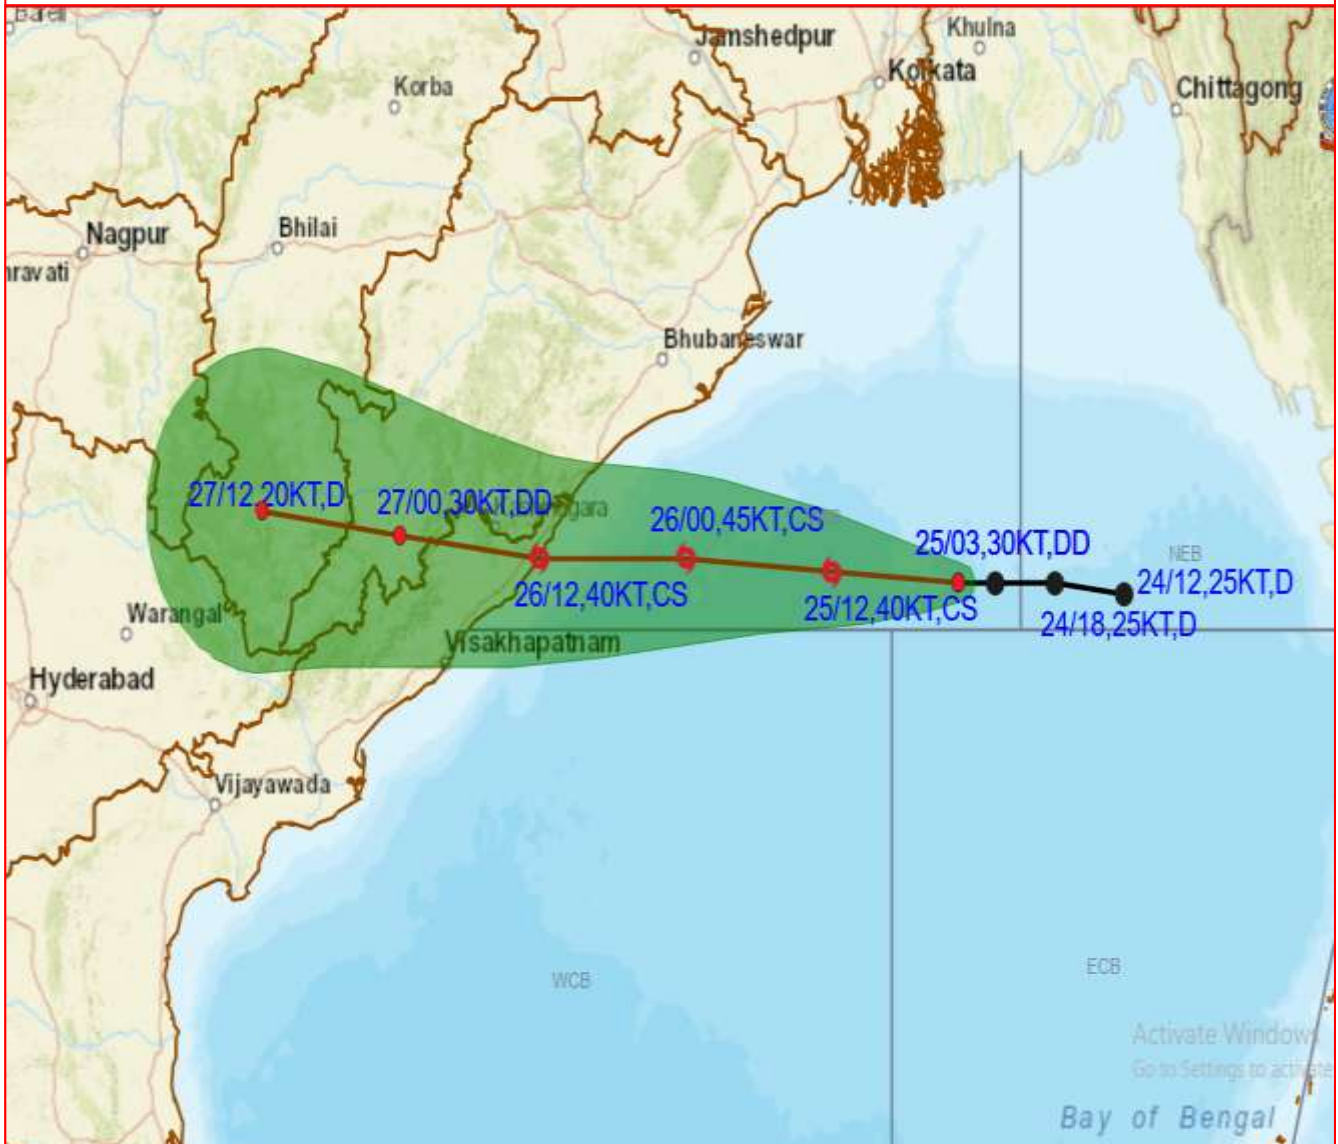 Bareli
Jamshedpur
Khulna
Korba
Kolkata
Chittagong
Nagpur
Bhilai
nravati
Bhubaneswar
27/12,20KT,D
27/00,30KT,DD
26/00,45KT,CS
25/03,30KT,DD
NEB
24/12,25KT,D
26/12,40KT,CS
25/12,40KT,CS
24/18,25KT,D
Warangal
Visakhapatnam
Hyderabad
Vijayawada
WCB
ECB
Activate Windows
Go to Settings to activate
Bay of Bengal